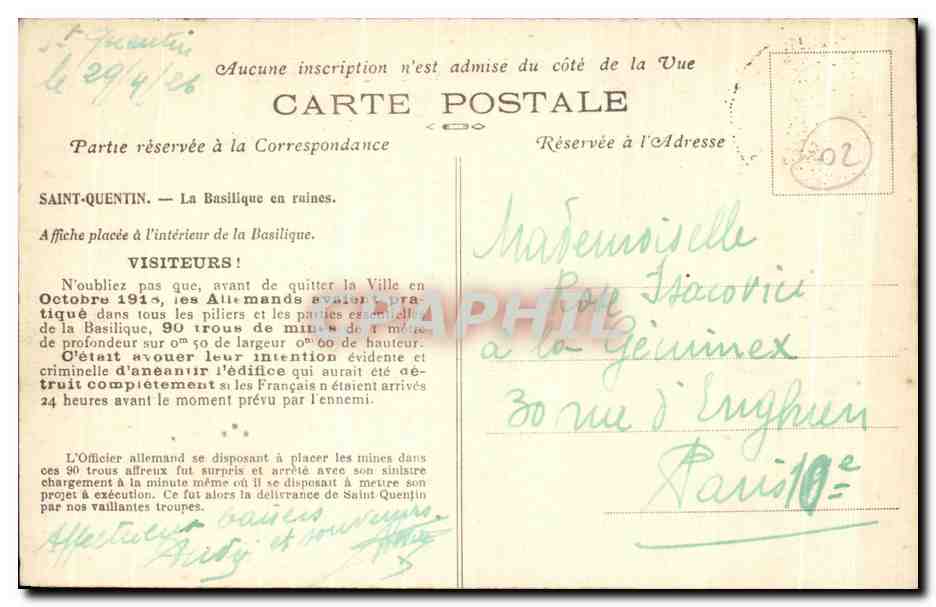 St Quentin
le 29/4/26
Aucune inscription n'est admise du côté de la Vue
CARTE POSTALE
Partie réservée à la Correspondance
Réservée à l'Adresse
02
SAINT-QUENTIN. — La Basilique en ruines.
Affiche placée à l'intérieur de la Basilique.
VISITEURS !
N'oubliez pas que, avant de quitter la Ville en
Octobre 1918, les Allemands avaient pra-
tiqué dans tous les piliers et les parties essentielles
de la Basilique, 90 trous de mines de 1 mètre
de profondeur sur 0m 50 de largeur 0m 60 de hauteur.
C'était avouer leur intention évidente et
criminelle d'anéantir l'édifice qui aurait été dé-
truit complètement si les Français n'étaient arrivés
24 heures avant le moment prévu par l'ennemi.
L'Officier allemand se disposant à placer les mines dans
ces 90 trous affreux fut surpris et arrêté avec son sinistre
chargement à la minute même où il se disposait à mettre son
projet à exécution. Ce fut alors la délivrance de Saint-Quentin
par nos vaillantes troupes.
baisers
et souvenirs
Mademoiselle
Rose Isacovici
à la
30 rue d'Enghien
Paris 10e
CPAPHIL